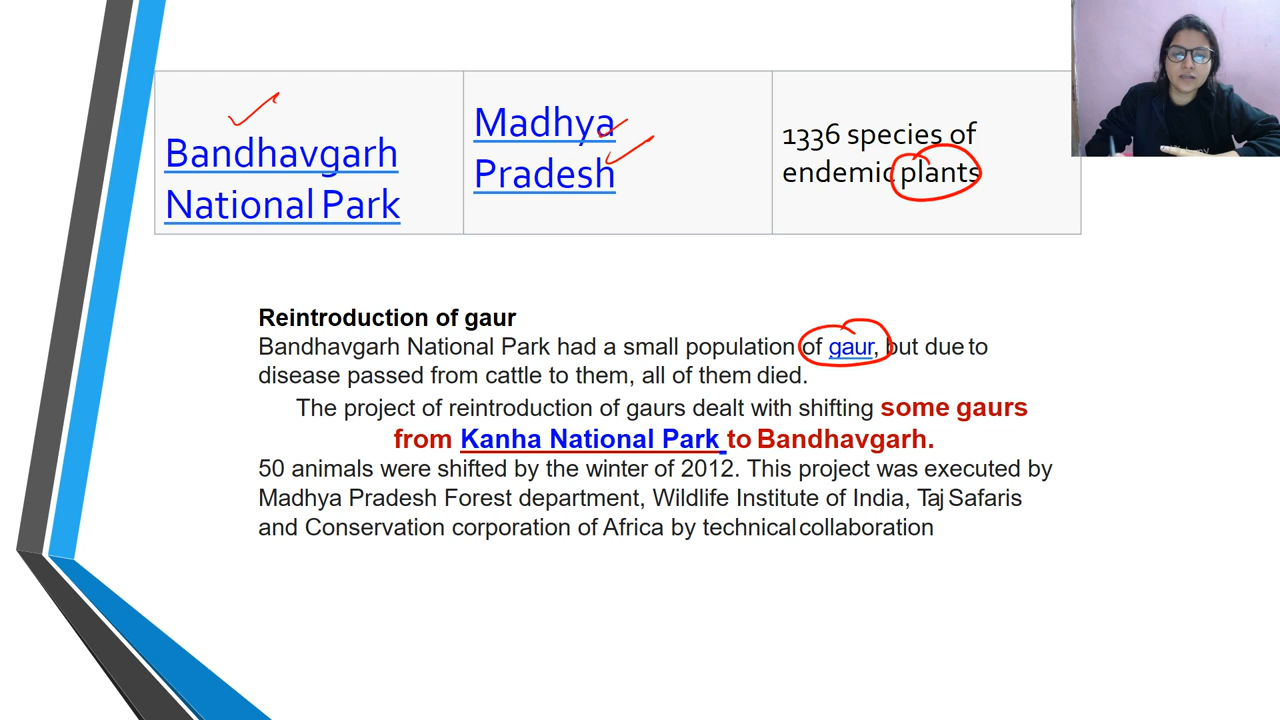 Bandhavgarh
National Park
Madhya
Pradesh
1336 species of
endemic plants
Reintroduction of gaur
Bandhavgarh National Park had a small population of gaur, but due to
disease passed from cattle to them, all of them died.
The project of reintroduction of gaurs dealt with shifting some gaurs
from Kanha National Park to Bandhavgarh.
50 animals were shifted by the winter of 2012. This project was executed by
Madhya Pradesh Forest department, Wildlife Institute of India, Taj Safaris
and Conservation corporation of Africa by technical collaboration